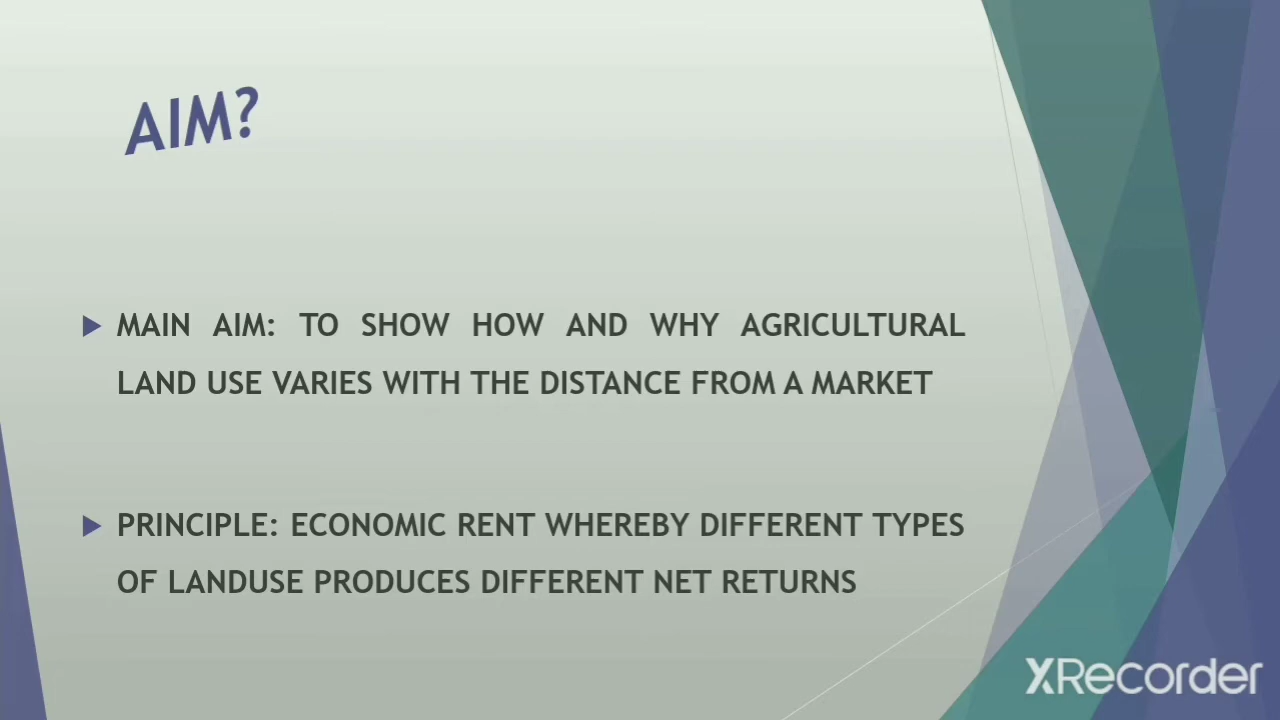 AIM?
MAIN AIM: TO SHOW HOW AND WHY AGRICULTURAL
LAND USE VARIES WITH THE DISTANCE FROM A MARKET
PRINCIPLE: ECONOMIC RENT WHEREBY DIFFERENT TYPES
OF LANDUSE PRODUCES DIFFERENT NET RETURNS
XRecorder